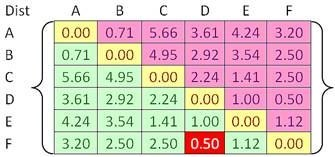 Dist A B C D E F
A 0.00 0.71 5.66 3.61 4.24 3.20
B 0.71 0.00 4.95 2.92 3.54 2.50
C 5.66 4.95 0.00 2.24 1.41 2.50
D 3.61 2.92 2.24 0.00 1.00 0.50
E 4.24 3.54 1.41 1.00 0.00 1.12
F 3.20 2.50 2.50 0.50 1.12 0.00